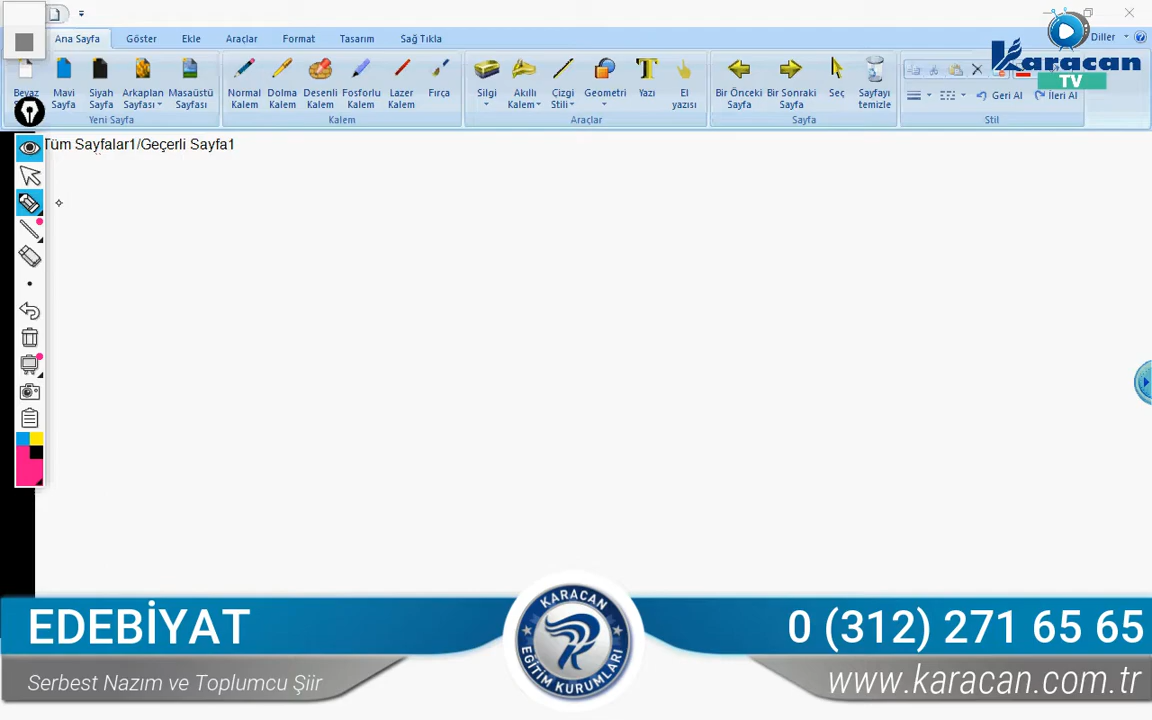 Ana Sayfa Göster Ekle Araçlar Format Tasarım Sağ Tıkla Diller
Karacan
TV
Beyaz Mavi Sayfa Siyah Sayfa Arkaplan Sayfası Masaüstü Sayfası
Normal Kalem Dolma Kalem Desenli Kalem Fosforlu Kalem Lazer Kalem Fırça
Silgi Akıllı Kalem Çizgi Stili Geometri Yazı El yazısı
Bir Önceki Sayfa Bir Sonraki Sayfa Seç Sayfayı temizle
Geri Al İleri Al
Yeni Sayfa Kalem Araçlar Sayfa Stil
Tüm Sayfalar1/Geçerli Sayfa1
EDEBİYAT
Serbest Nazım ve Toplumcu Şiir
KARACAN
EĞİTİM KURUMLARI
0 (312) 271 65 65
www.karacan.com.tr